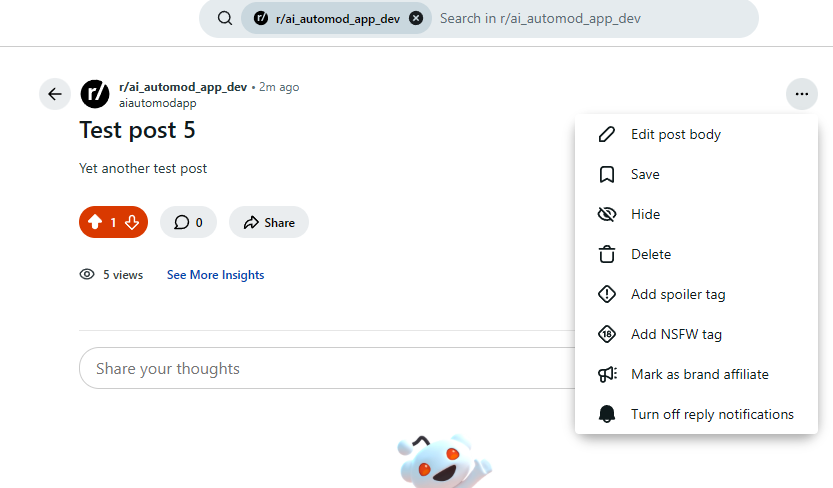 r/ai_automod_app_dev Search in r/ai_automod_app_dev
r/ai_automod_app_dev • 2m ago
aiautomodapp
Test post 5
Yet another test post
1 0 Share
5 views See More Insights
Share your thoughts
Edit post body
Save
Hide
Delete
Add spoiler tag
18 Add NSFW tag
Mark as brand affiliate
Turn off reply notifications